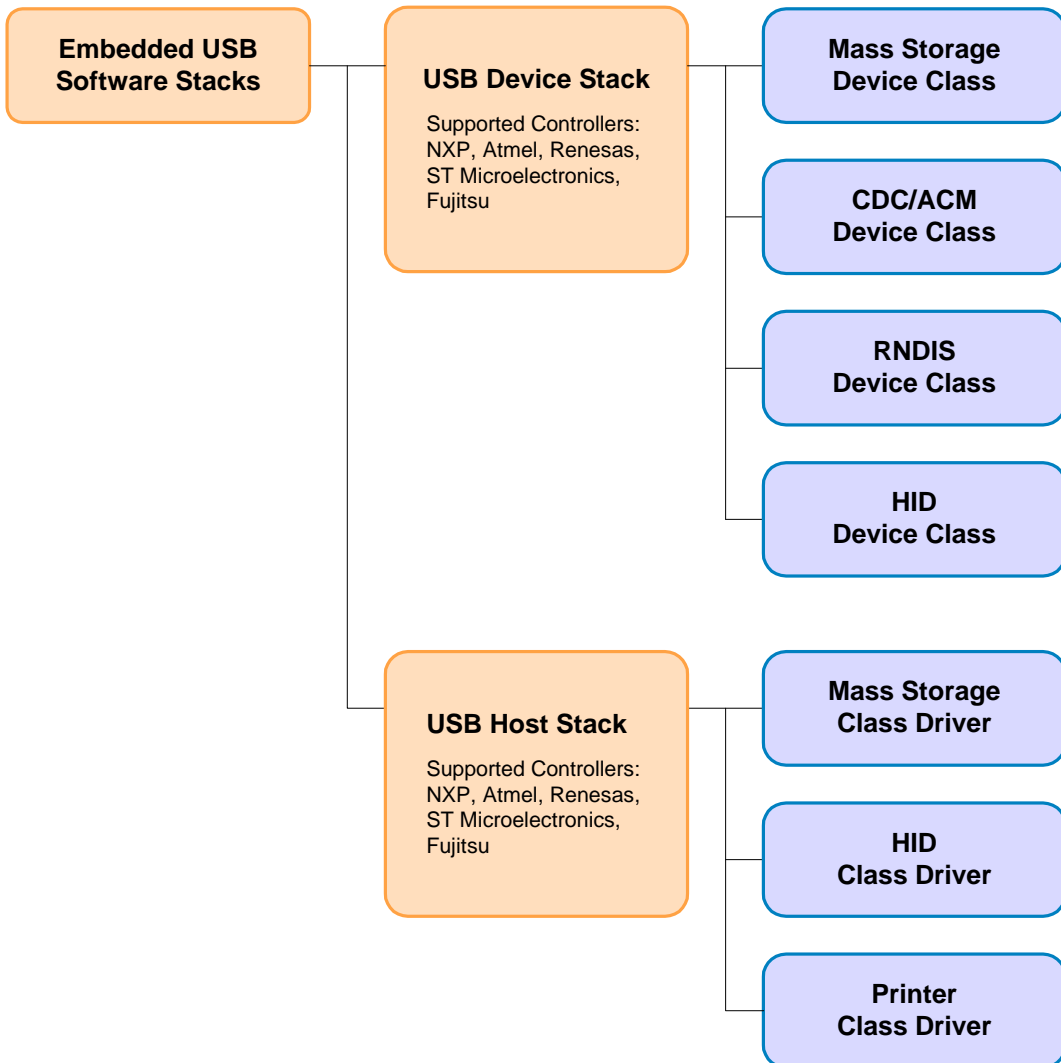 Embedded USB
Software Stacks
USB Device Stack
Supported Controllers:
NXP, Atmel, Renesas,
ST Microelectronics,
Fujitsu
Mass Storage
Device Class
CDC/ACM
Device Class
RNDIS
Device Class
HID
Device Class
USB Host Stack
Supported Controllers:
NXP, Atmel, Renesas,
ST Microelectronics,
Fujitsu
Mass Storage
Class Driver
HID
Class Driver
Printer
Class Driver